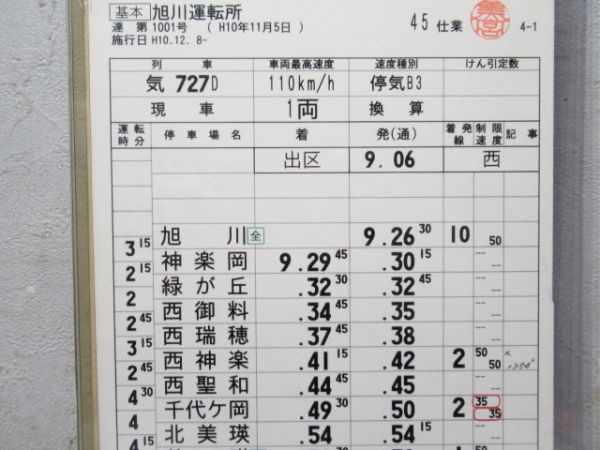 基本 旭川運転所
達 第 1001号 ( H10年11月5日 ) 45 仕業 4-1
施行日 H10.12. 8-
列車 車両最高速度 速度種別 けん引定数
気 727D 110km/h 停気B3
現車 1両 換算
運転時分 停車場名 着 発(通) 着発線 制限速度 記事
出区 9.06 西
旭川 全 9.26 30 10 50
3 15
神楽岡 9.29 45 .30 15 --
2 15
緑が丘 .32 30 .32 45 --
2
西御料 .34 45 .35 --
2 45
西瑞穂 .37 45 .38 --
3 15
西神楽 .41 15 .42 2 50 50
2 45
西聖和 .44 45 .45 --
4 30
千代ケ岡 .49 30 .50 2 35 35
4
北美瑛 .54 .54 15 --
4 15